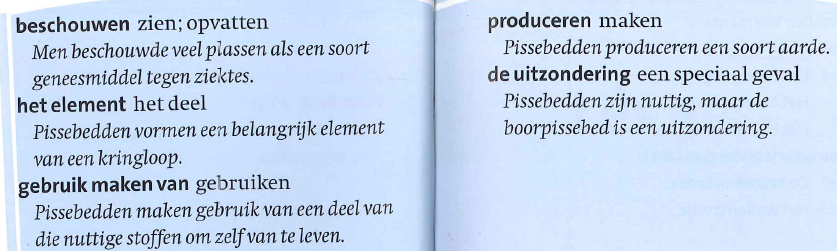 beschouwen zien; opvatten
Men beschouwde veel plassen als een soort
geneesmiddel tegen ziektes.
het element het deel
Pissebedden vormen een belangrijk element
van een kringloop.
gebruik maken van gebruiken
Pissebedden maken gebruik van een deel van
die nuttige stoffen om zelf van te leven.
produceren maken
Pissebedden produceren een soort aarde.
de uitzondering een speciaal geval
Pissebedden zijn nuttig, maar de
boorpissebed is een uitzondering.